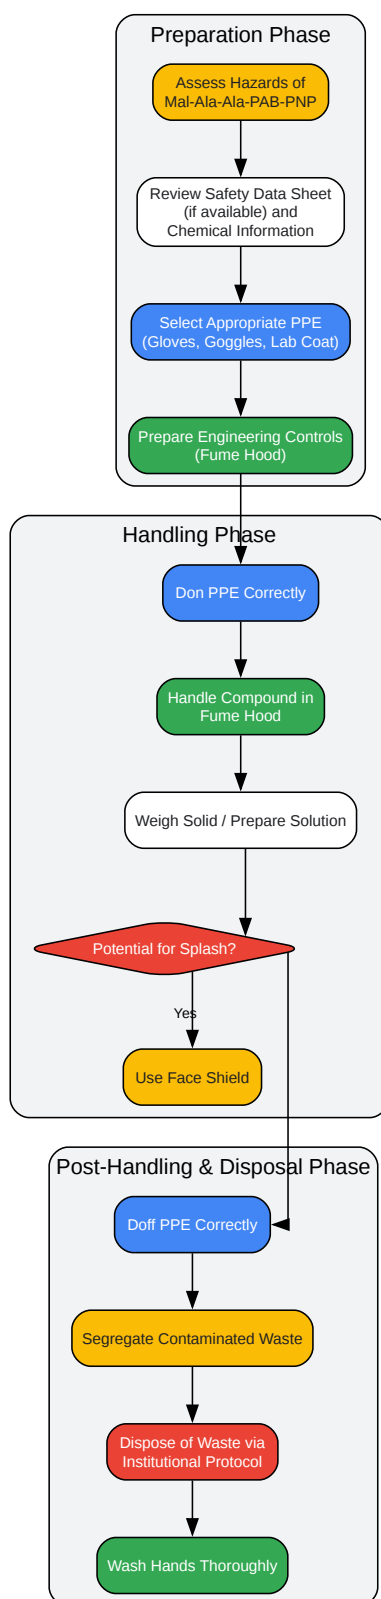 Preparation Phase
Assess Hazards of
Mal-Ala-Ala-PAB-PNP
Review Safety Data Sheet
(if available) and
Chemical Information
Select Appropriate PPE
(Gloves, Goggles, Lab Coat)
Prepare Engineering Controls
(Fume Hood)
Handling Phase
Don PPE Correctly
Handle Compound in
Fume Hood
Weigh Solid / Prepare Solution
Potential for Splash?
Yes
Use Face Shield
Post-Handling & Disposal Phase
Doff PPE Correctly
Segregate Contaminated Waste
Dispose of Waste via
Institutional Protocol
Wash Hands Thoroughly